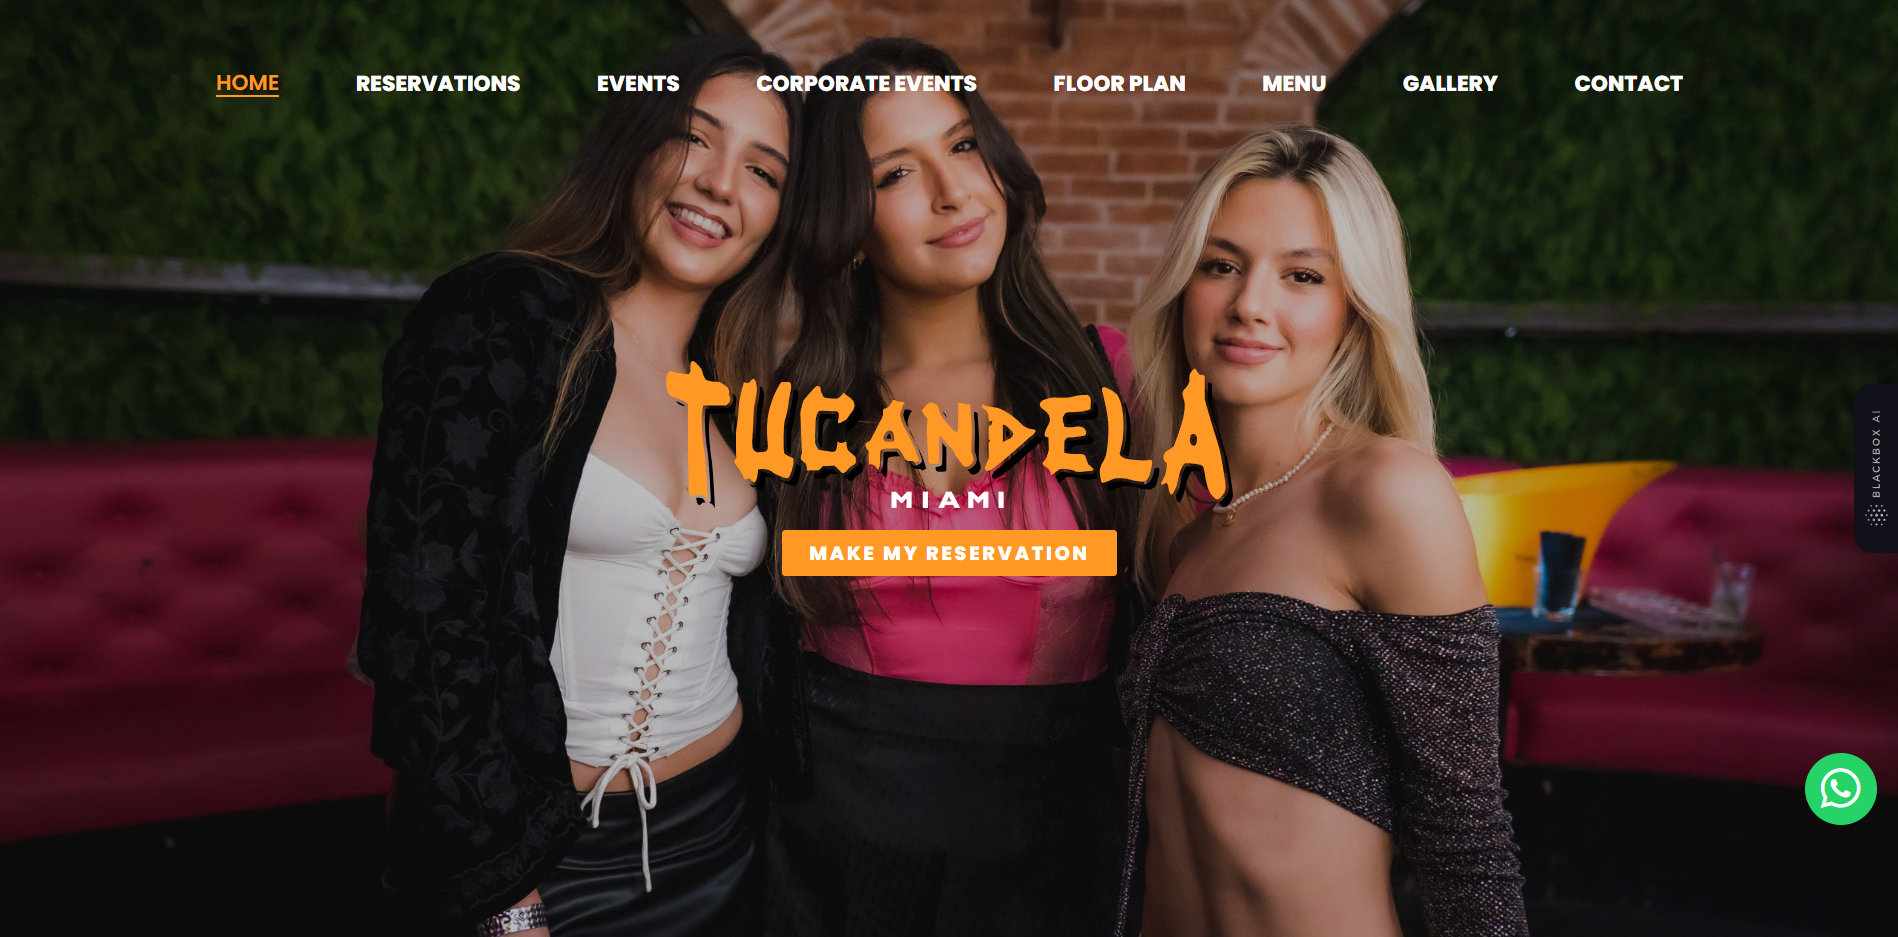 HOME RESERVATIONS EVENTS CORPORATE EVENTS FLOOR PLAN MENU GALLERY CONTACT
TUCANDELA
MIAMI
MAKE MY RESERVATION
BLACKBOX AI